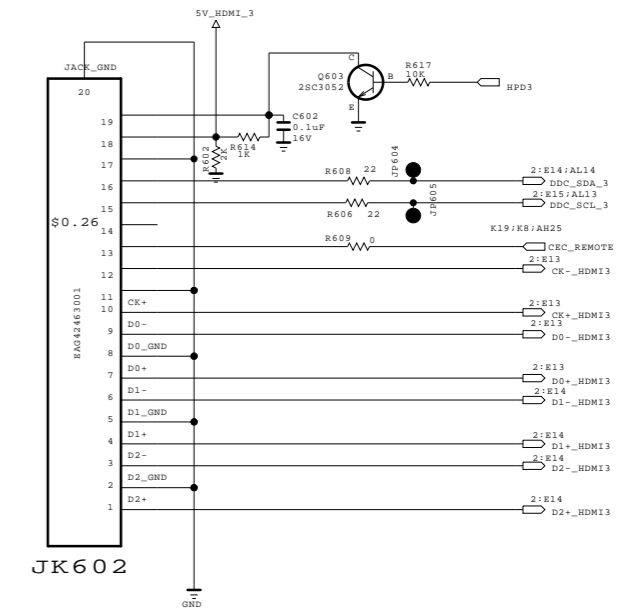 5V_HDMI_3
JACK_GND
20
C
Q603
2SC3052
B
E
R617
10K
HPD3
19
C602
0.1uF
16V
18
R602
2K
R614
1K
17
JP604
R608
22
2:E14;AL14
DDC_SDA_3
16
JP605
R606
22
2:E15;AL13
DDC_SCL_3
15
$0.26
14
K19;K8;AH25
R609
0
CEC_REMOTE
13
2:E13
CK-_HDMI3
12
11
EAG42463001
CK+
2:E13
CK+_HDMI3
10
D0-
2:E13
D0-_HDMI3
9
D0_GND
8
D0+
2:E13
D0+_HDMI3
7
D1-
2:E14
D1-_HDMI3
6
D1_GND
5
D1+
2:E14
D1+_HDMI3
4
D2-
2:E14
D2-_HDMI3
3
D2_GND
2
D2+
2:E14
D2+_HDMI3
1
JK602
GND